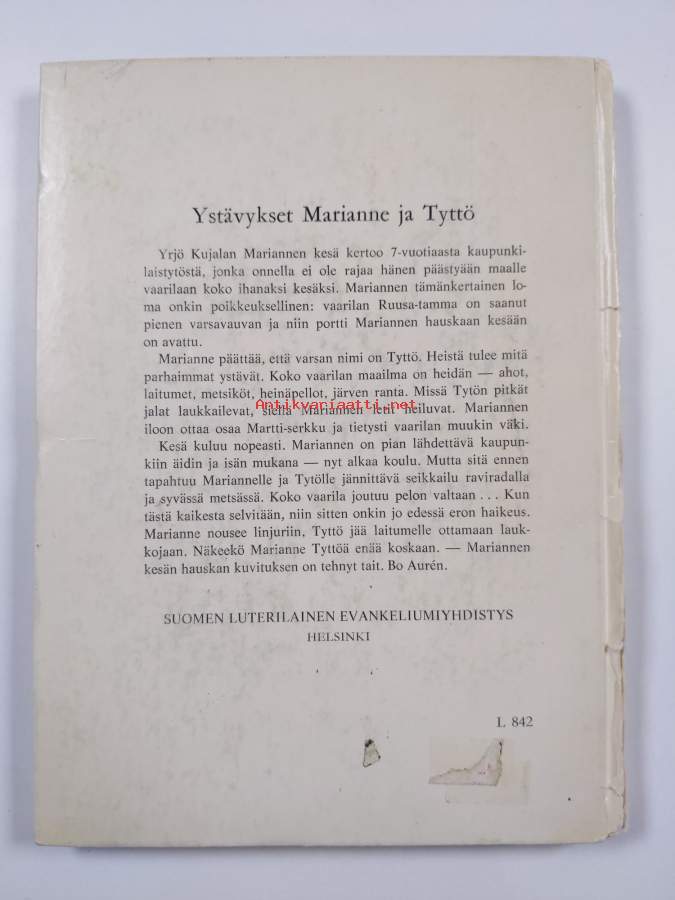 Ystävykset Marianne ja Tyttö
Yrjö Kujalan Mariannen kesä kertoo 7-vuotiaasta kaupunki-
laistytöstä, jonka onnella ei ole rajaa hänen päästyään maalle
vaarilaan koko ihanaksi kesäksi. Mariannen tämänkertainen lo-
ma onkin poikkeuksellinen: vaarilan Ruusa-tamma on saanut
pienen varsavauvan ja niin portti Mariannen hauskaan kesään
on avattu.
Marianne päättää, että varsan nimi on Tyttö. Heistä tulee mitä
parhaimmat ystävät. Koko vaarilan maailma on heidän — ahot,
laitumet, metsiköt, heinäpellot, järven ranta. Missä Tytön pitkät
jalat laukkailevat, siellä Mariannen letit heiluvat. Mariannen
Antikvariaatti.net
iloon ottaa osaa Martti-serkku ja tietysti vaarilan muukin väki.
Kesä kuluu nopeasti. Mariannen on pian lähdettävä kaupun-
kiin äidin ja isän mukana — nyt alkaa koulu. Mutta sitä ennen
tapahtuu Mariannelle ja Tytölle jännittävä seikkailu raviradalla
ja syvässä metsässä. Koko vaarila joutuu pelon valtaan . . . Kun
tästä kaikesta selvitään, niin sitten onkin jo edessä eron haikeus.
Marianne nousee linjuriin, Tyttö jää laitumelle ottamaan lauk-
kojaan. Näkeekö Marianne Tyttöä enää koskaan. — Mariannen
kesän hauskan kuvituksen on tehnyt tait. Bo Aurén.
SUOMEN LUTERILAINEN EVANKELIUMIYHDISTYS
HELSINKI
L 842